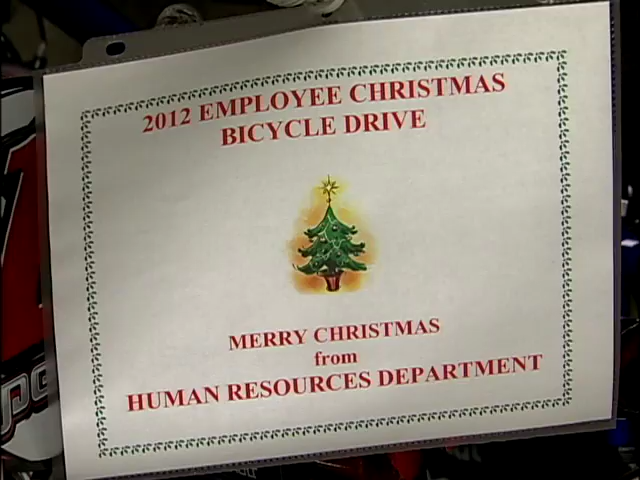 2012 EMPLOYEE CHRISTMAS
BICYCLE DRIVE
MERRY CHRISTMAS
from
HUMAN RESOURCES DEPARTMENT